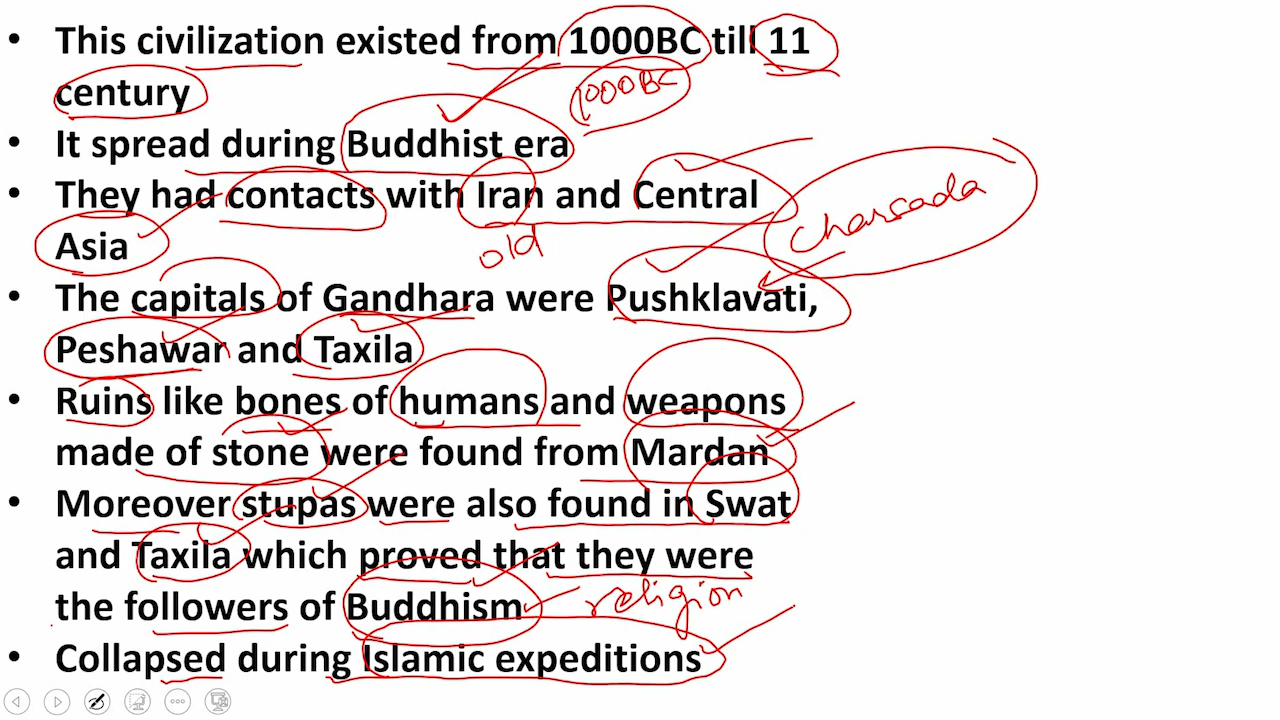 • This civilization existed from 1000BC till 11
century
1000BC
• It spread during Buddhist era
• They had contacts with Iran and Central
Asia
old
charsada
• The capitals of Gandhara were Pushklavati,
Peshawar and Taxila
• Ruins like bones of humans and weapons
made of stone were found from Mardan
• Moreover stupas were also found in Swat
and Taxila which proved that they were
the followers of Buddhism
religion
• Collapsed during Islamic expeditions